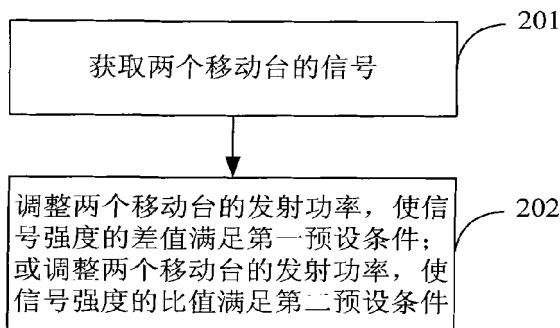 201
获取两个移动台的信号
202
调整两个移动台的发射功率，使信
号强度的差值满足第一预设条件；
或调整两个移动台的发射功率，使
信号强度的比值满足第二预设条件